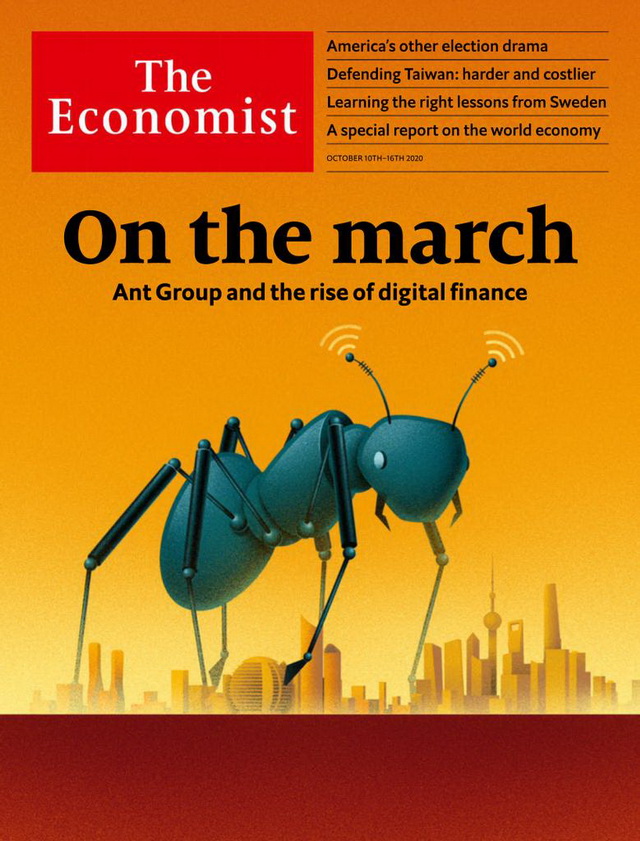 The
Economist
America's other election drama
Defending Taiwan: harder and costlier
Learning the right lessons from Sweden
A special report on the world economy
OCTOBER 10TH–16TH 2020
On the march
Ant Group and the rise of digital finance